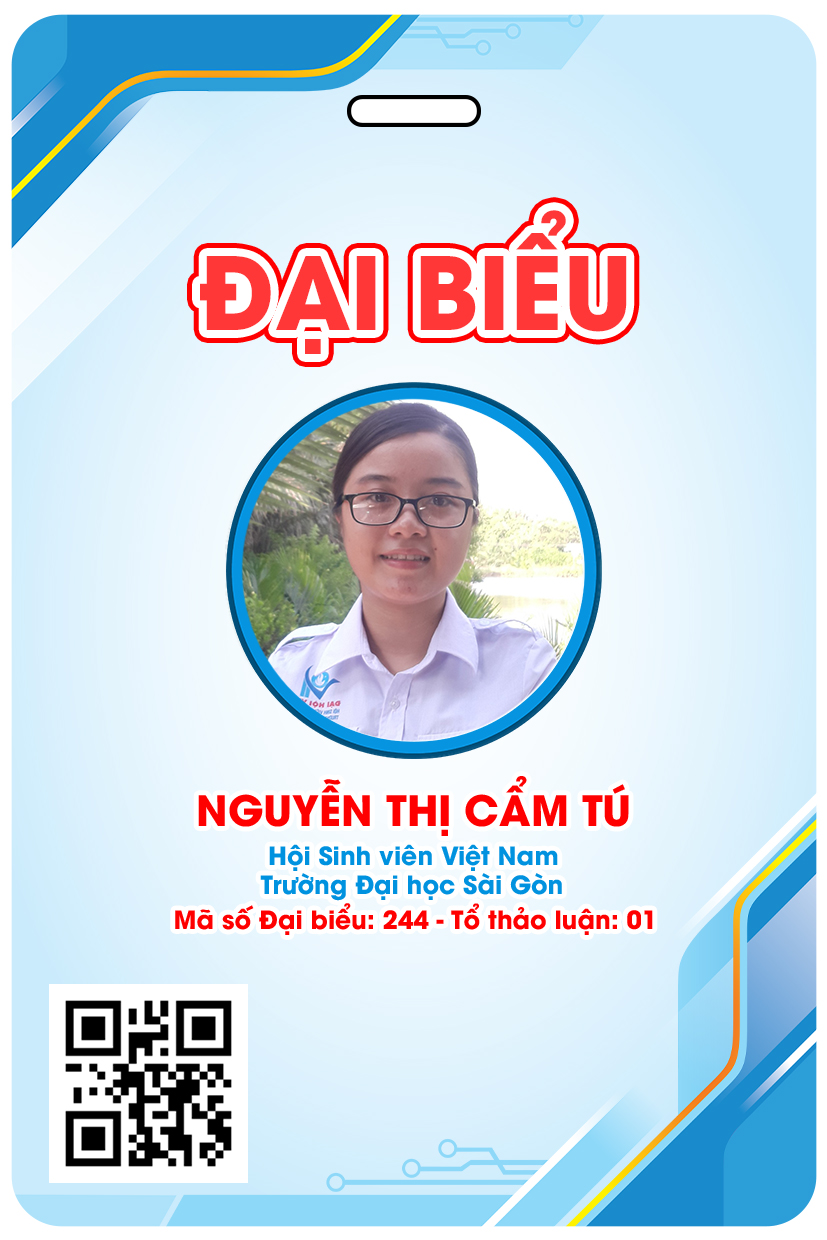 ĐẠI BIỂU
NGUYỄN THỊ CẨM TÚ
Hội Sinh viên Việt Nam
Trường Đại học Sài Gòn
Mã số Đại biểu: 244 - Tổ thảo luận: 01